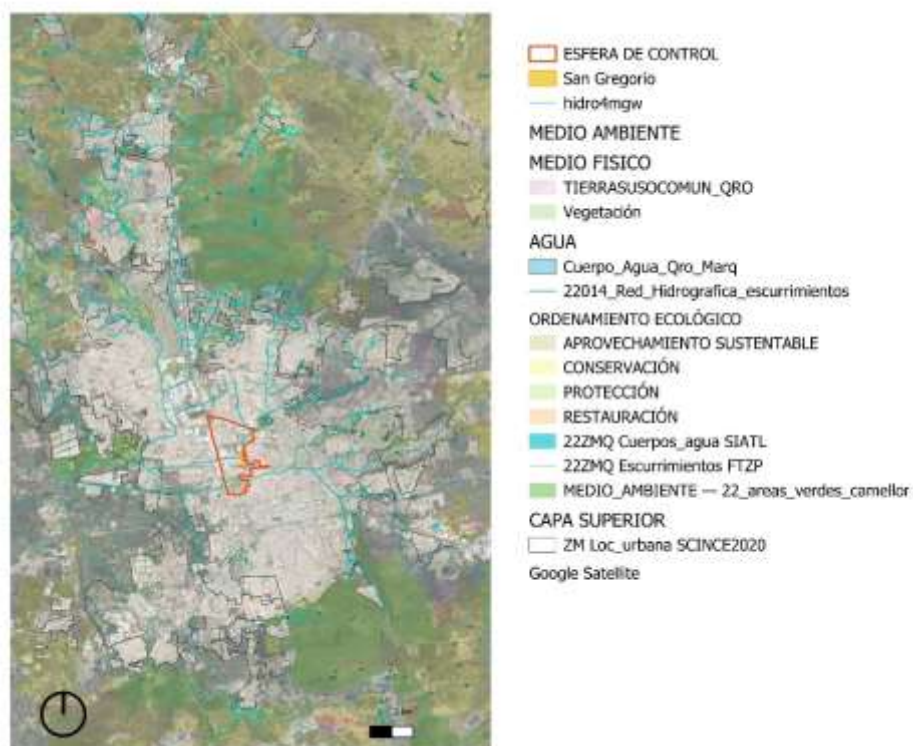 ESFERA DE CONTROL
San Gregorio
hidro4mgw
MEDIO AMBIENTE
MEDIO FISICO
TIERRASUSOCOMUN_QRO
Vegetación
AGUA
Cuerpo_Agua_Qro_Marq
22014_Red_Hidrografica_escurrimientos
ORDENAMIENTO ECOLÓGICO
APROVECHAMIENTO SUSTENTABLE
CONSERVACIÓN
PROTECCIÓN
RESTAURACIÓN
22ZMQ Cuerpos_agua SIATL
22ZMQ Escurrimientos FTZP
MEDIO_AMBIENTE — 22_areas_verdes_camellor
CAPA SUPERIOR
ZM Loc_urbana SCINCE2020
Google Satellite